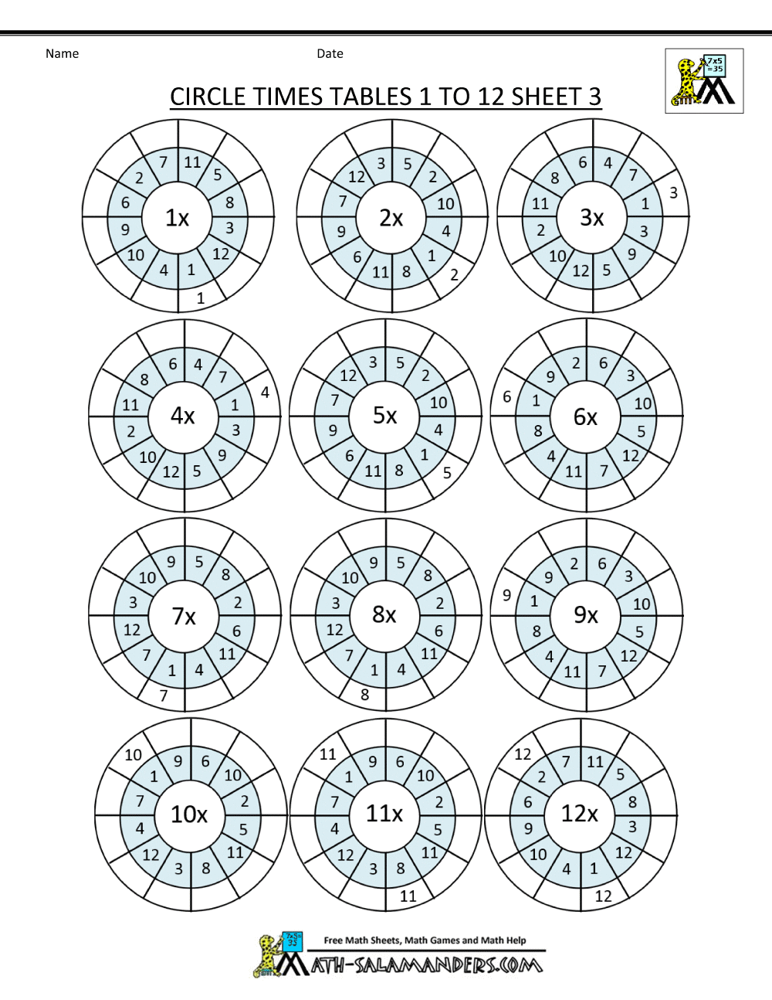 Name Date
7x5
=35
CIRCLE TIMES TABLES 1 TO 12 SHEET 3
1x
11 5 8 3 12 1 4 10 9 6 2 7
1
2x
5 2 10 4 1 8 11 6 9 7 12 3
2
3x
4 7 1 3 9 5 12 10 2 11 8 6
3
4x
4 7 1 3 9 5 12 10 2 11 8 6
4
5x
5 2 10 4 1 8 11 6 9 7 12 3
5
6x
6 3 10 5 12 7 11 4 8 1 9 2
6
7x
5 8 2 6 11 4 1 7 12 3 10 9
7
8x
5 8 2 6 11 4 1 7 12 3 10 9
8
9x
6 3 10 5 12 7 11 4 8 1 9 2
9
10x
6 10 2 5 11 8 3 12 4 7 1 9
10
11x
6 10 2 5 11 8 3 12 4 7 1 9
11 11
12x
11 5 8 3 12 1 4 10 9 6 2 7
12 12
7x5=
35
Free Math Sheets, Math Games and Math Help
MATH-SALAMANDERS.COM